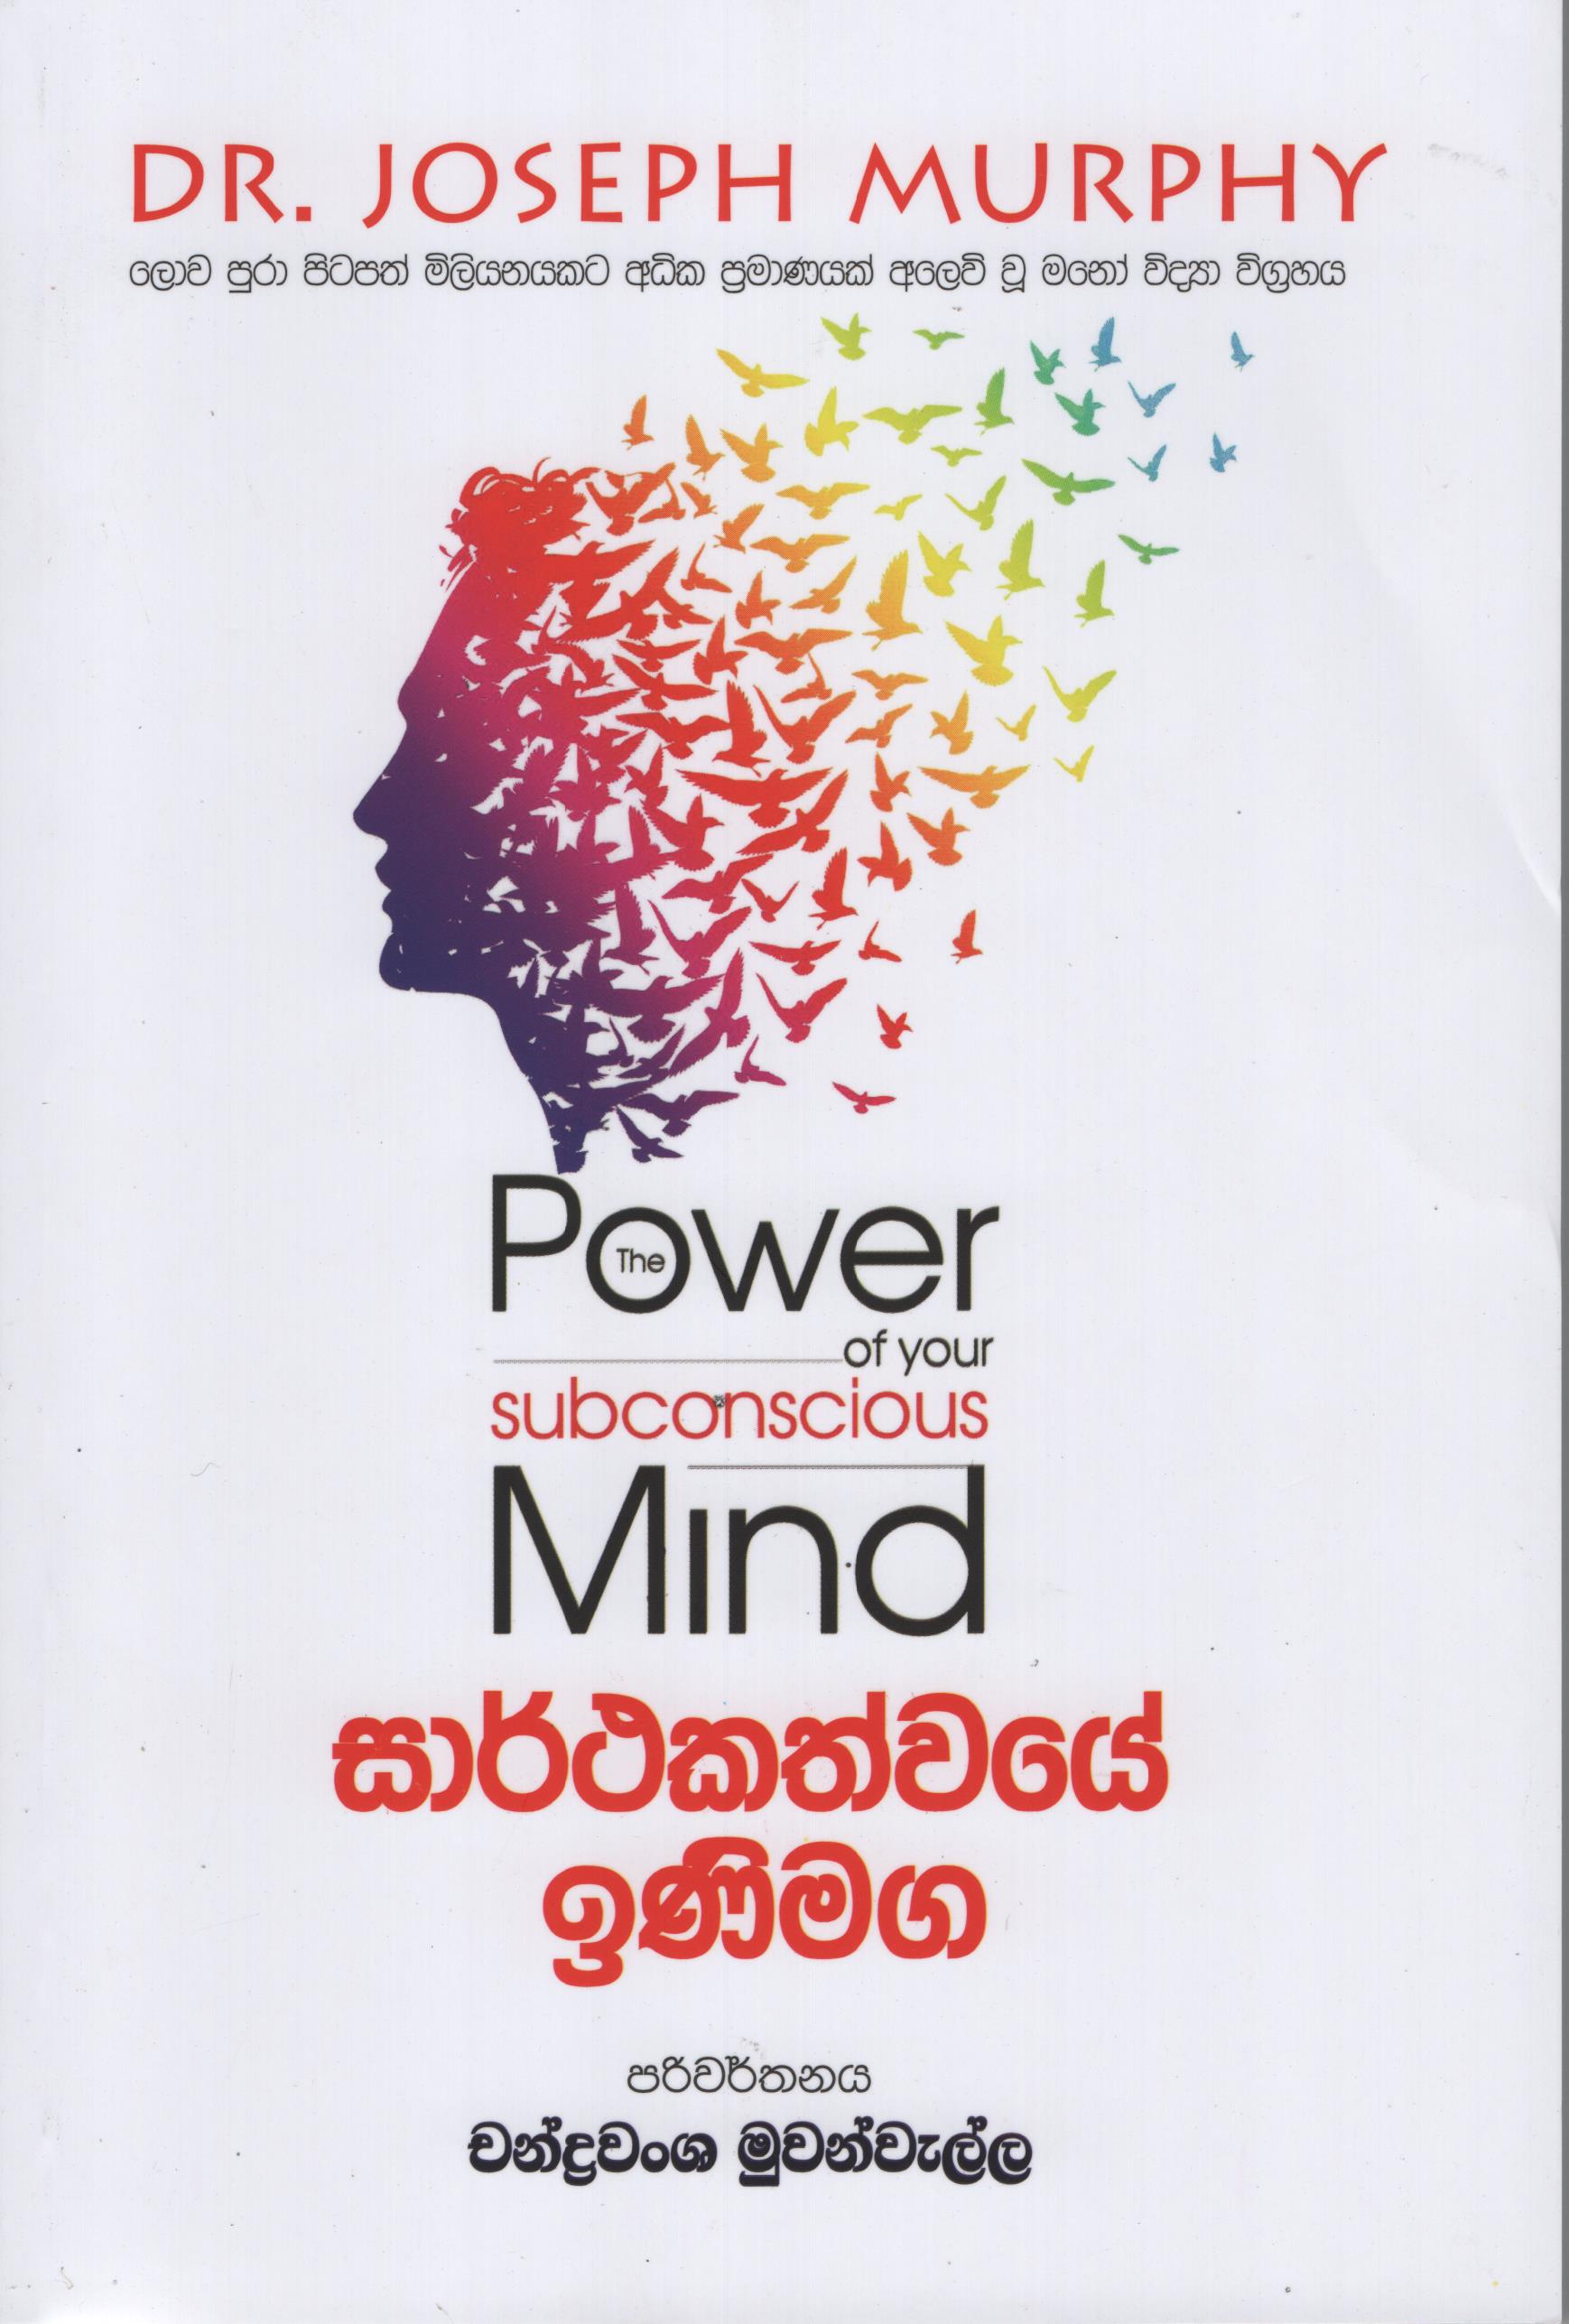 DR. JOSEPH MURPHY
ලොව පුරා පිටපත් මිලියනයකට අධික ප්‍රමාණයක් අලෙවි වූ මනෝ විද්‍යා විග්‍රහය
The Power
of your
subconscious
Mind
සාර්ථකත්වයේ
ඉණිමග
පරිවර්තනය
චන්ද්‍රවංශ මුවන්වැල්ල